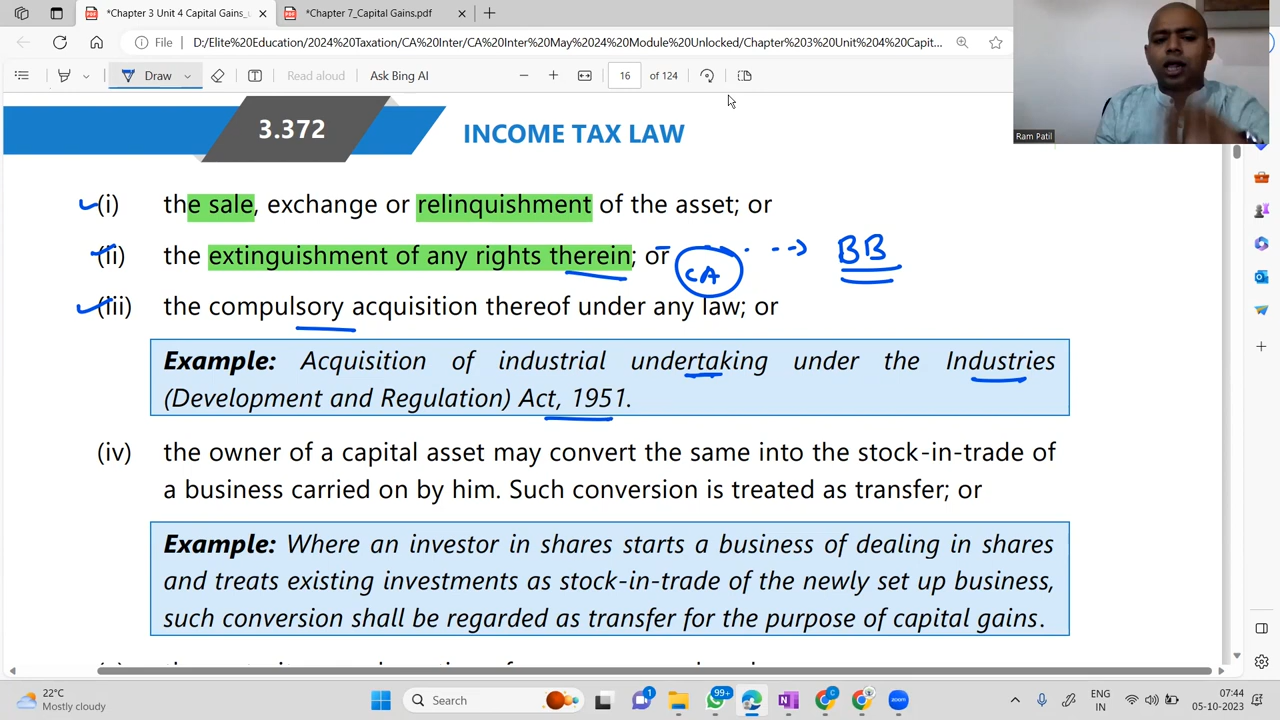 *Chapter 3 Unit 4 Capital Gains_
*Chapter 7_Capital Gains.pdf
File
D:/Elite%20Education/2024%20Taxation/CA%20Inter/CA%20Inter%20May%2024%20Module%20Unlocked/Chapter%203%20Unit%204%20Capit...
Draw
Read aloud
Ask Bing AI
16
of 124
Ram Patil
3.372
INCOME TAX LAW
(i) the sale, exchange or relinquishment of the asset; or
(ii) the extinguishment of any rights therein; or
BB
CA
(iii) the compulsory acquisition thereof under any law; or
Example: Acquisition of industrial undertaking under the Industries
(Development and Regulation) Act, 1951.
(iv) the owner of a capital asset may convert the same into the stock-in-trade of
a business carried on by him. Such conversion is treated as transfer; or
Example: Where an investor in shares starts a business of dealing in shares
and treats existing investments as stock-in-trade of the newly set up business,
such conversion shall be regarded as transfer for the purpose of capital gains.
22°C
Mostly cloudy
Search
1
99+
zoom
ENG
IN
07:44
05-10-2023